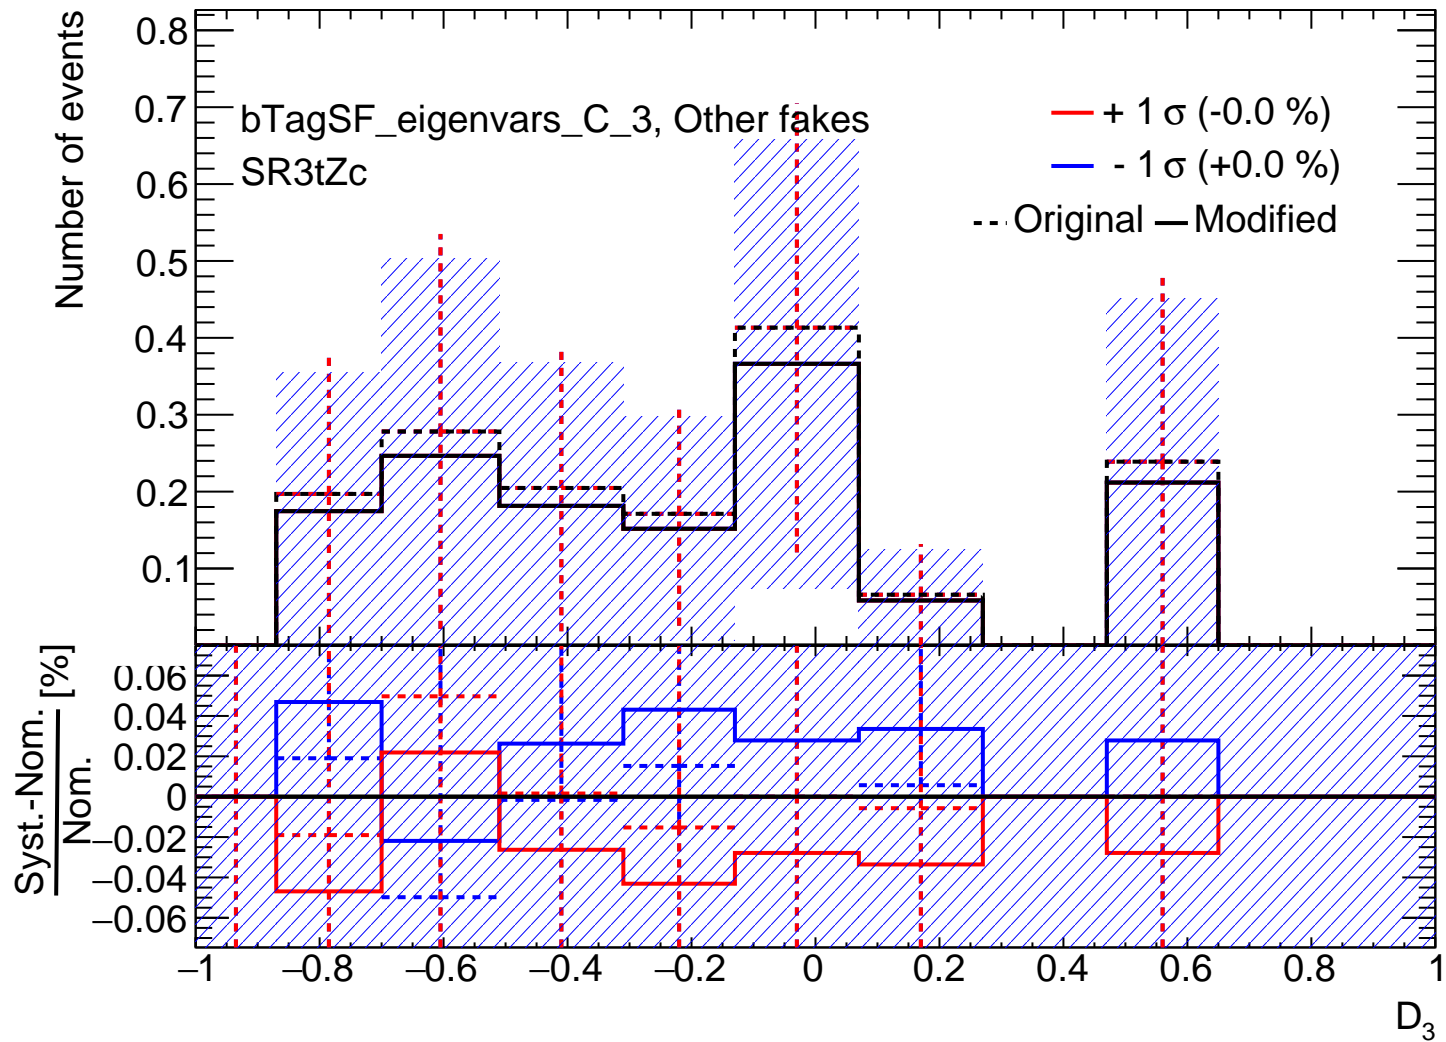 Number of events
0.8
0.7
0.6
0.5
0.4
0.3
0.2
0.1
bTagSF_eigenvars_C_3, Other fakes
SR3tZc
+ 1 σ (-0.0 %)
- 1 σ (+0.0 %)
Original
Modified
Syst.-Nom.
Nom.
[%]
0.06
0.04
0.02
0
−0.02
−0.04
−0.06
−1 −0.8 −0.6 −0.4 −0.2 0 0.2 0.4 0.6 0.8 1
D₃